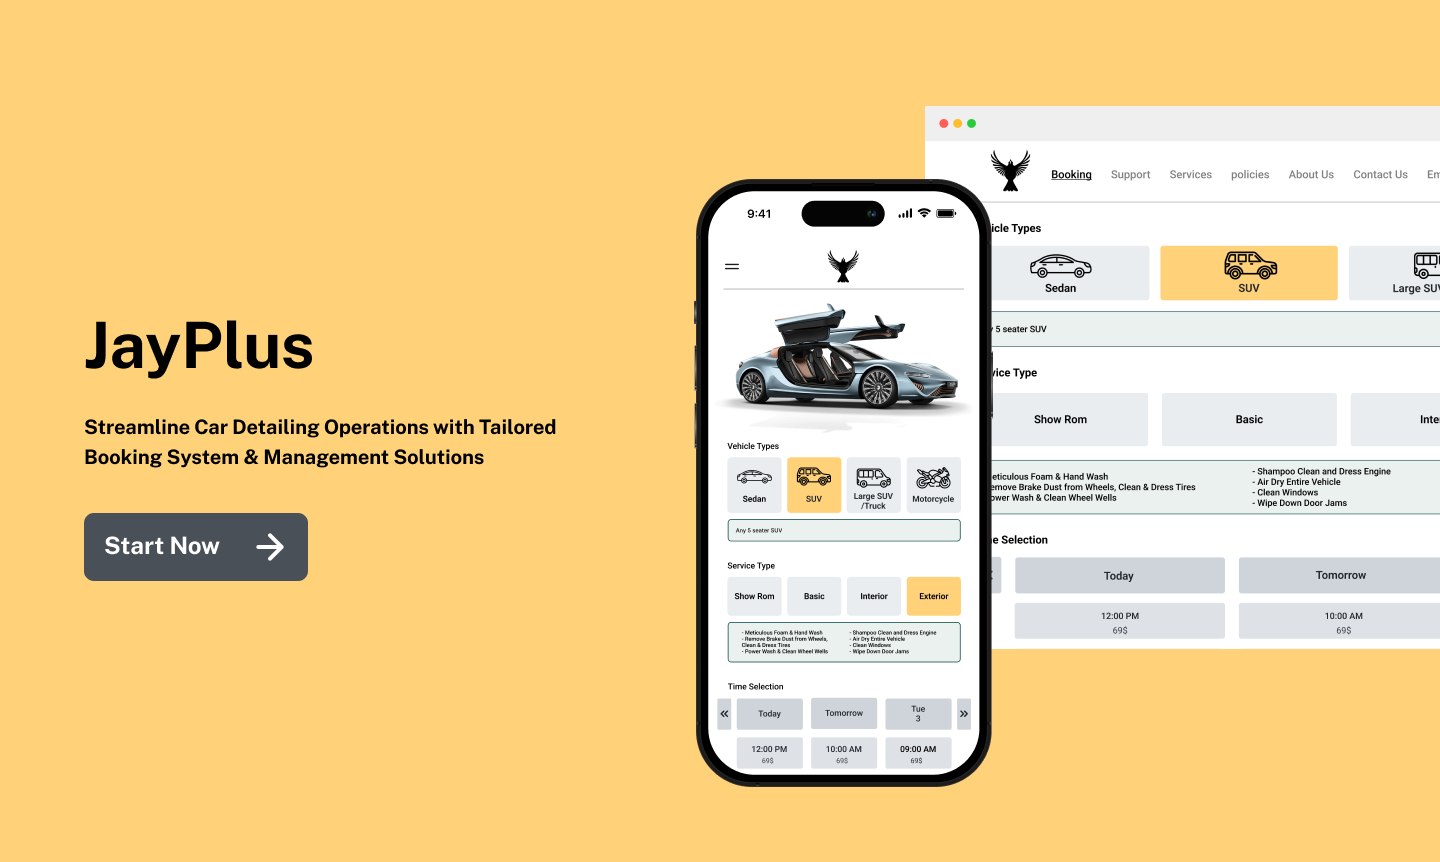 JayPlus
Streamline Car Detailing Operations with Tailored
Booking System & Management Solutions
Start Now
9:41
Vehicle Types
Sedan
SUV
Large SUV
/Truck
Motorcycle
Any 5 seater SUV
Service Type
Show Rom
Basic
Interior
Exterior
- Meticulous Foam & Hand Wash
- Remove Brake Dust from Wheels,
Clean & Dress Tires
- Power Wash & Clean Wheel Wells
- Shampoo Clean and Dress Engine
- Air Dry Entire Vehicle
- Clean Windows
- Wipe Down Door Jams
Time Selection
«
Today
Tomorrow
Tue
3
»
12:00 PM
69$
10:00 AM
69$
09:00 AM
69$
Booking Support Services policies About Us Contact Us Em
icle Types
Sedan
SUV
Large SUV
y 5 seater SUV
vice Type
Show Rom
Basic
Inte
eticulous Foam & Hand Wash
emove Brake Dust from Wheels, Clean & Dress Tires
ower Wash & Clean Wheel Wells
- Shampoo Clean and Dress Engine
- Air Dry Entire Vehicle
- Clean Windows
- Wipe Down Door Jams
e Selection
Today
Tomorrow
12:00 PM
69$
10:00 AM
69$